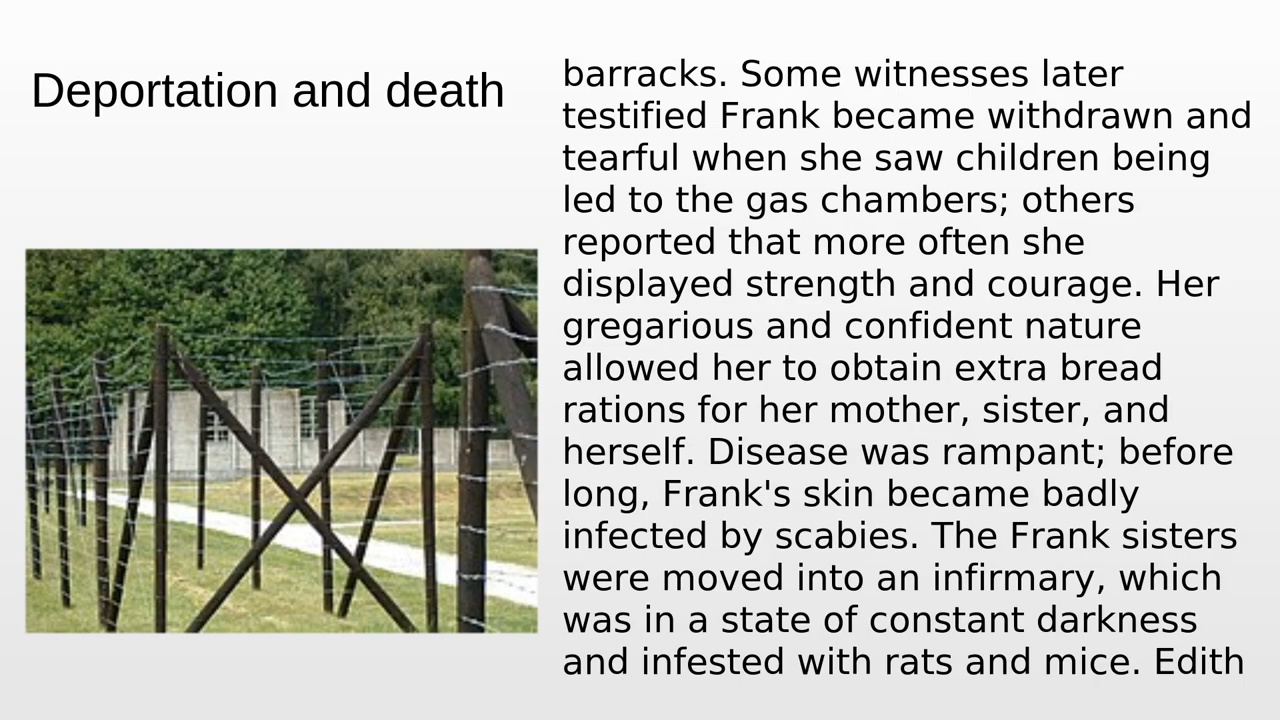 Deportation and death
barracks. Some witnesses later
testified Frank became withdrawn and
tearful when she saw children being
led to the gas chambers; others
reported that more often she
displayed strength and courage. Her
gregarious and confident nature
allowed her to obtain extra bread
rations for her mother, sister, and
herself. Disease was rampant; before
long, Frank's skin became badly
infected by scabies. The Frank sisters
were moved into an infirmary, which
was in a state of constant darkness
and infested with rats and mice. Edith